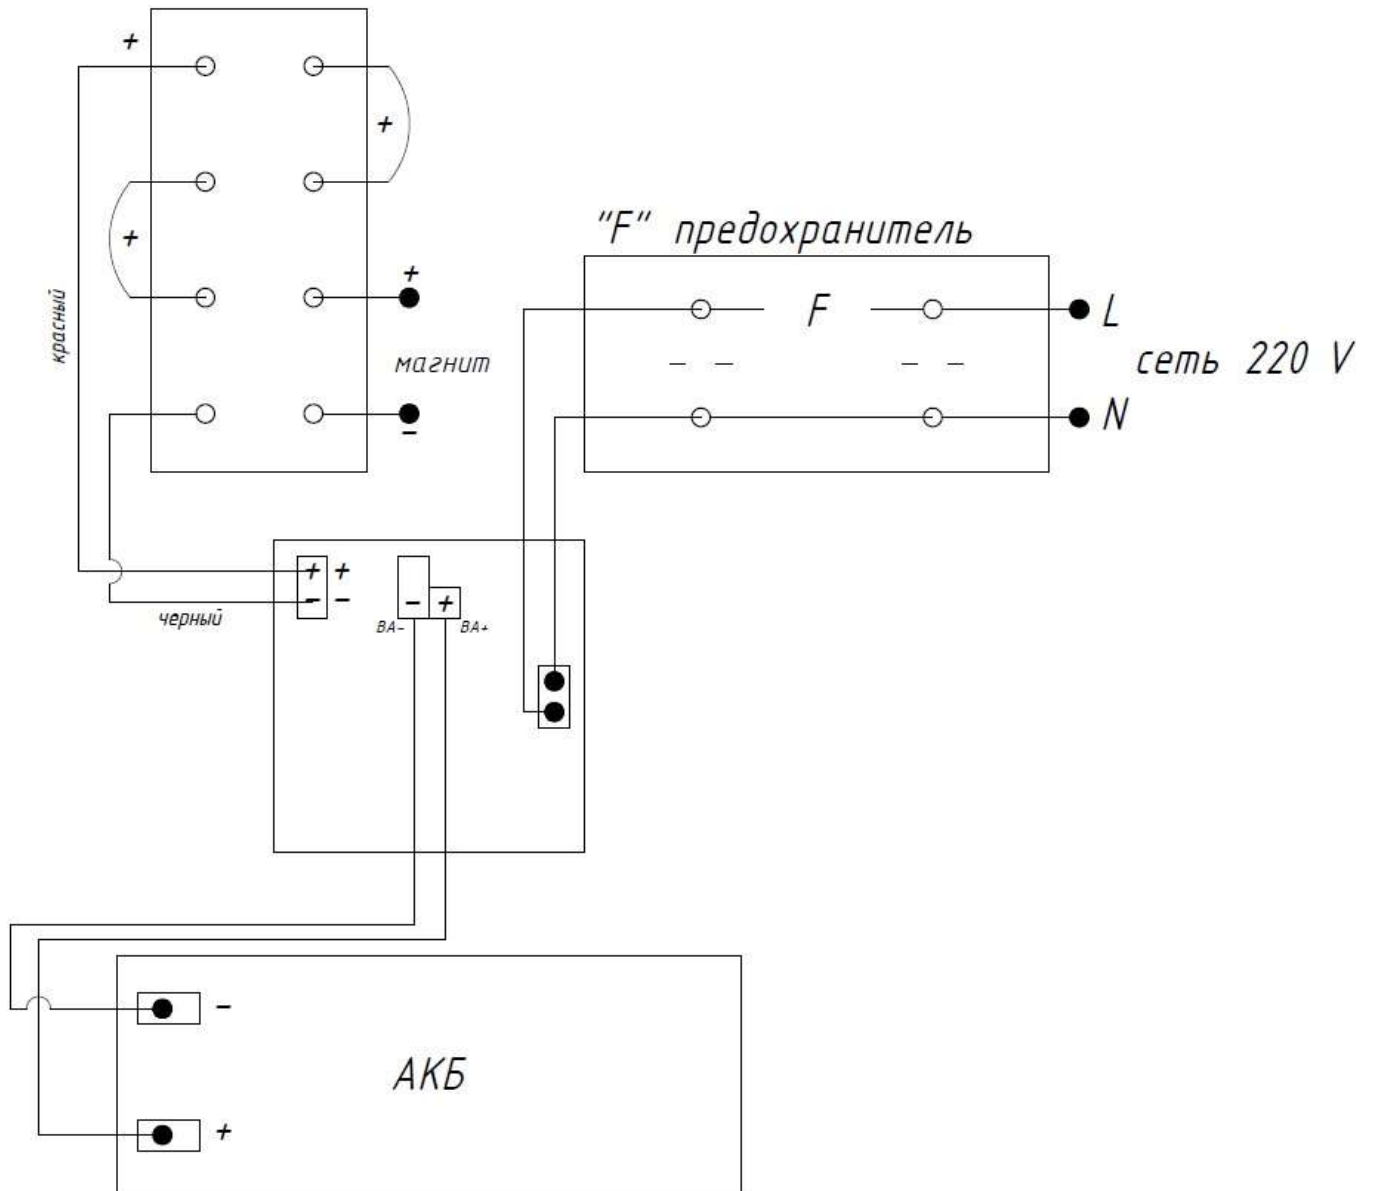 +
+
+
+
красный
магнит
-
"F" предохранитель
F
L
сеть 220 V
N
+ +
- -
- +
BA-
BA+
черный
-
АКБ
+